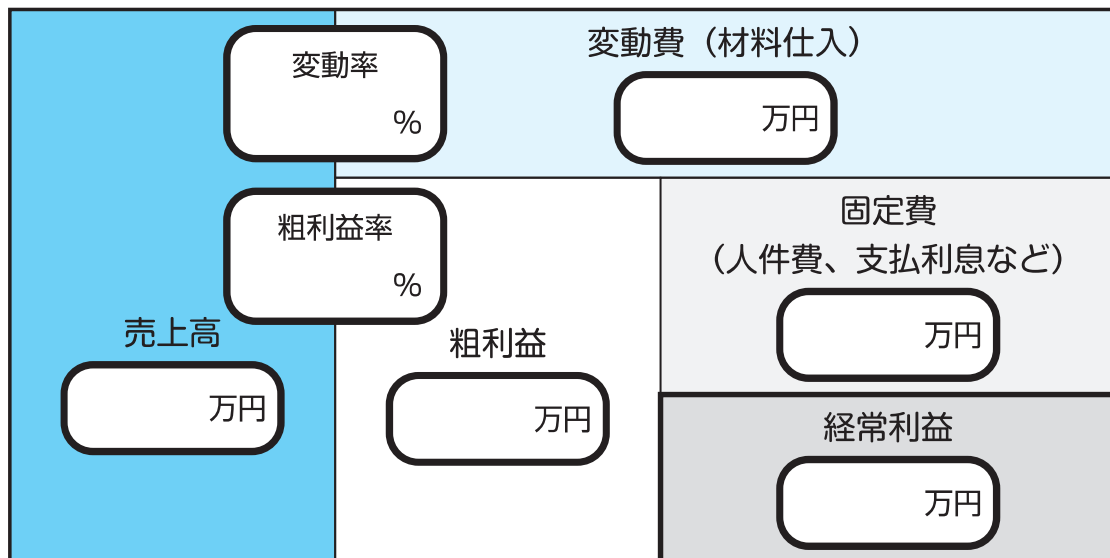 変動率
%
変動費（材料仕入）
万円
粗利益率
%
売上高
万円
粗利益
万円
固定費
（人件費、支払利息など）
万円
経常利益
万円